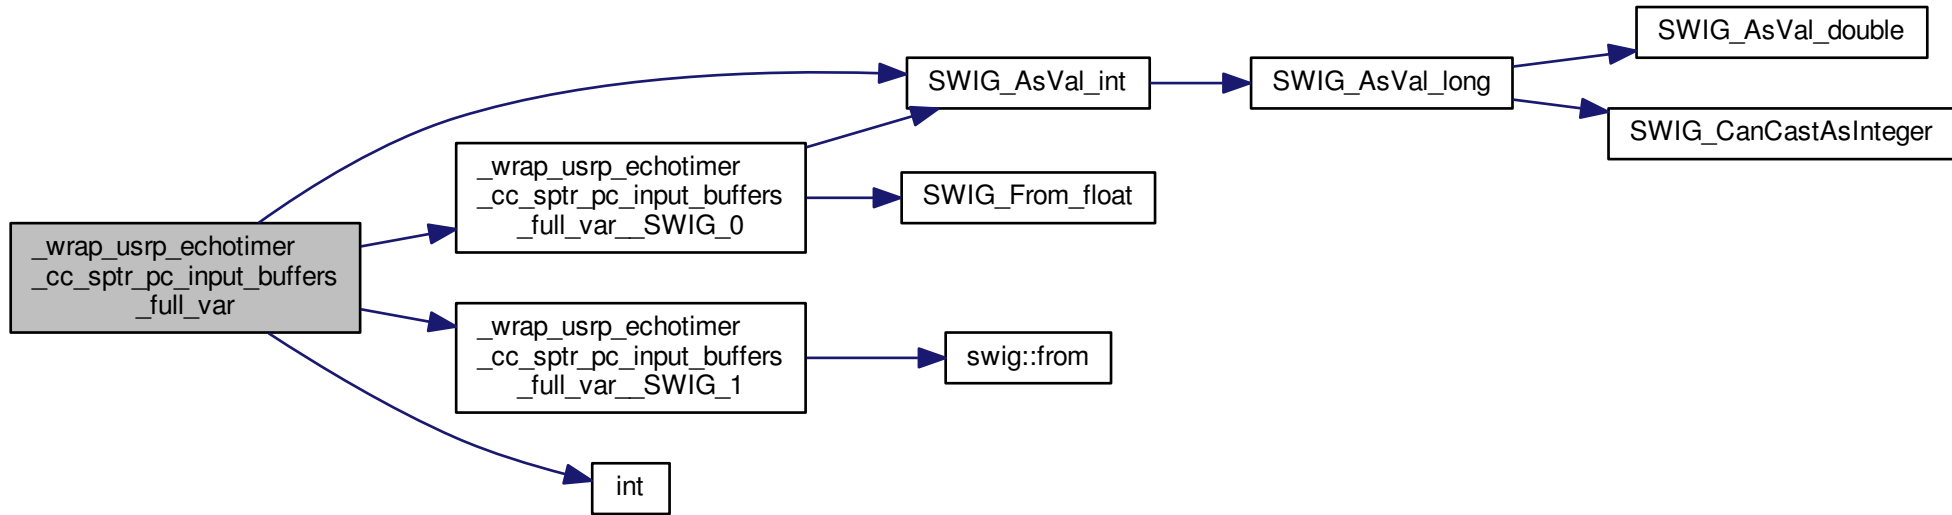 _wrap_usrp_echotimer
_cc_sptr_pc_input_buffers
_full_var
_wrap_usrp_echotimer
_cc_sptr_pc_input_buffers
_full_var__SWIG_0
_wrap_usrp_echotimer
_cc_sptr_pc_input_buffers
_full_var__SWIG_1
int
SWIG_AsVal_int
SWIG_From_float
swig::from
SWIG_AsVal_long
SWIG_AsVal_double
SWIG_CanCastAsInteger